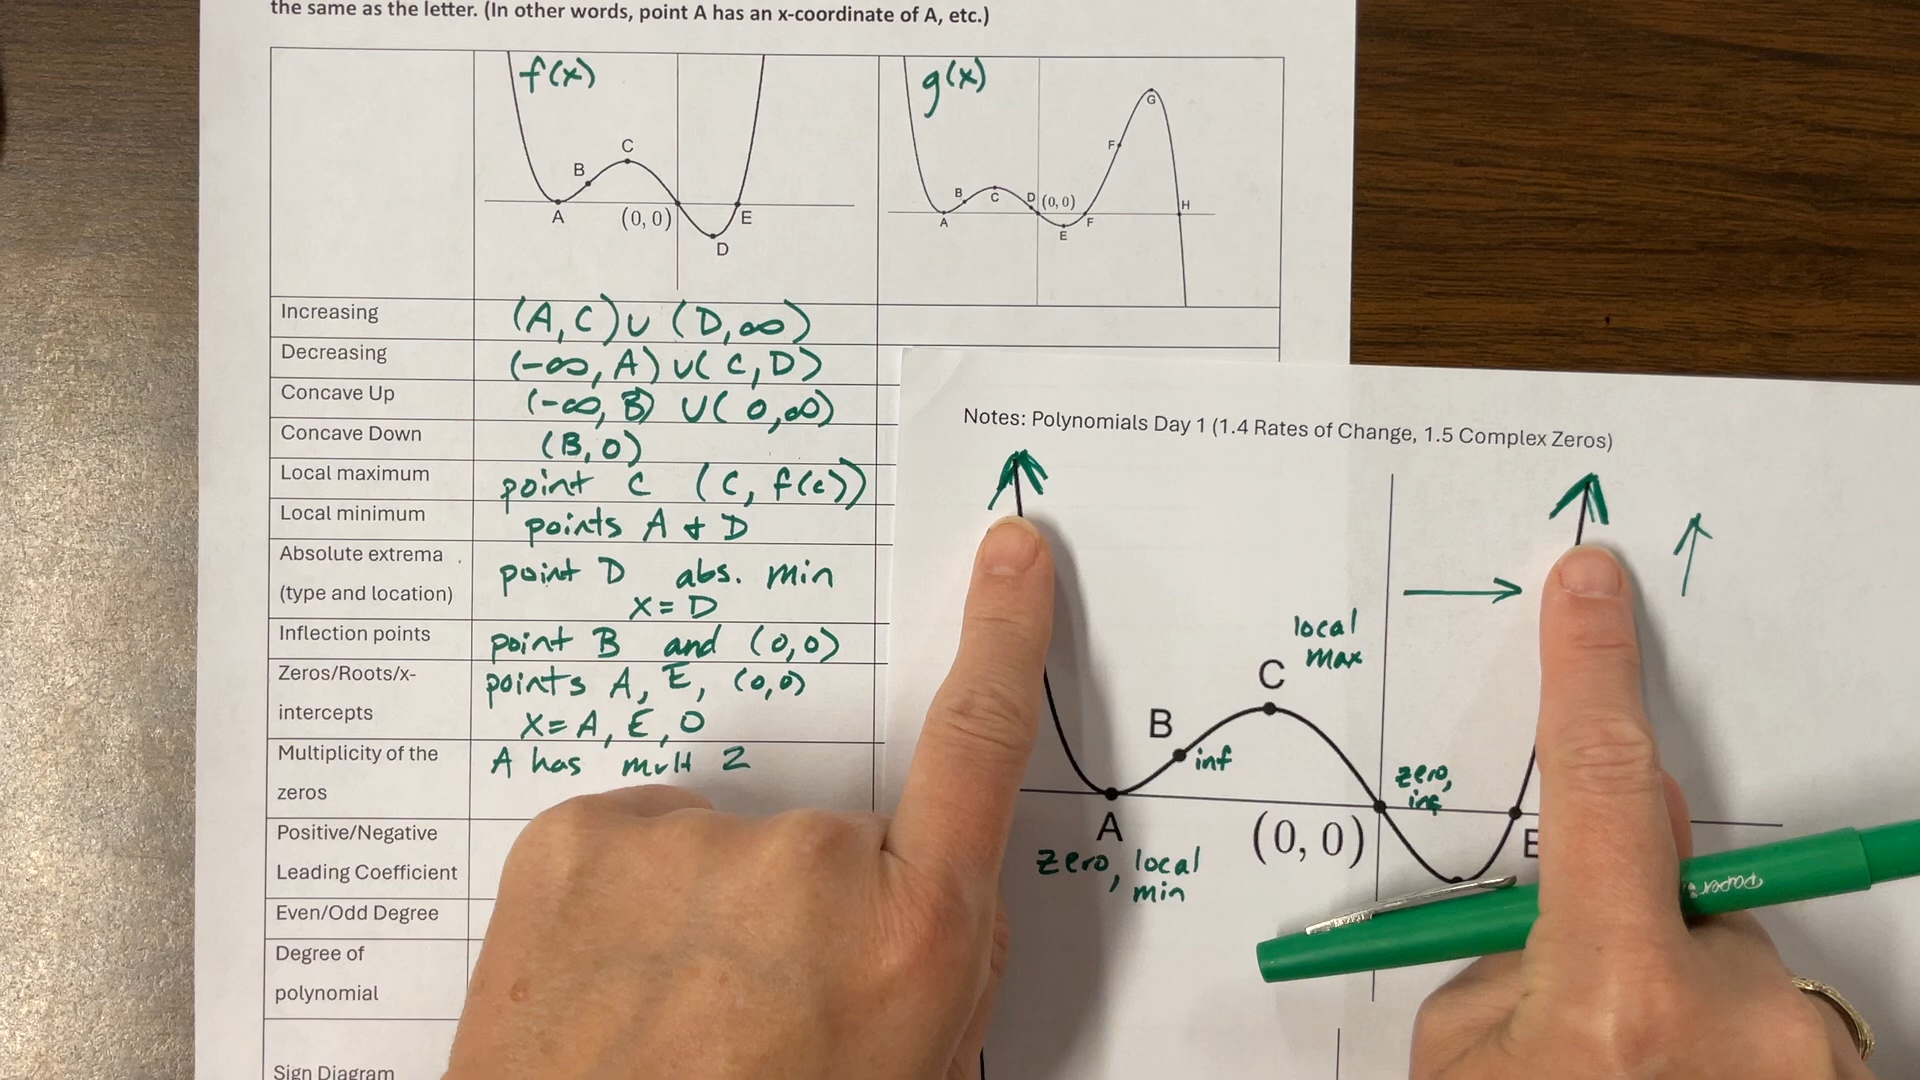 the same as the letter. (In other words, point A has an x-coordinate of A, etc.)
f(x)
C
B
A
(0, 0)
E
D
g(x)
G
F
B
C
D
(0, 0)
A
E
F
H
Increasing
(A, C) ∪ (D, ∞)
Decreasing
(-∞, A) ∪ ( C, D)
Concave Up
(-∞, B) ∪ ( 0, ∞)
Concave Down
(B, 0)
Local maximum
point C (C, f(c))
Local minimum
points A + D
Absolute extrema
(type and location)
point D abs. min
x = D
Inflection points
point B and (0,0)
Zeros/Roots/x-
intercepts
points A, E, (0,0)
X = A, E, 0
Multiplicity of the
zeros
A has mult 2
Positive/Negative
Leading Coefficient
Even/Odd Degree
Degree of
polynomial
Sign Diagram
Notes: Polynomials Day 1 (1.4 Rates of Change, 1.5 Complex Zeros)
local
max
C
B
inf
zero,
A
(0, 0)
E
zero, local
min
Paper